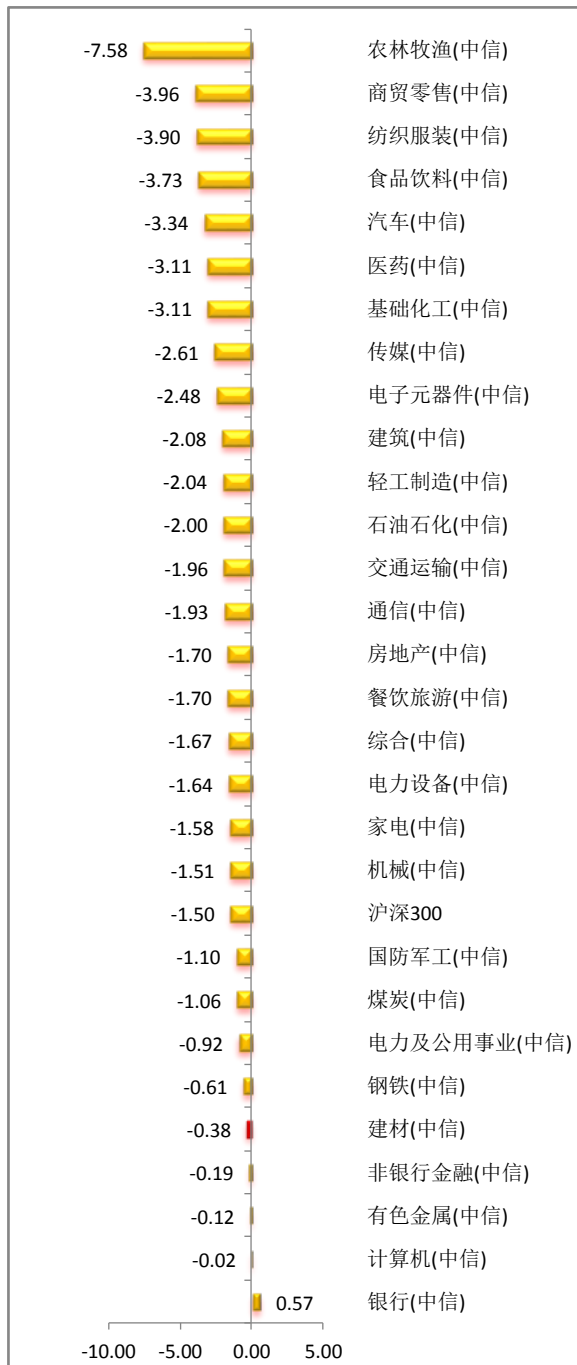 -7.58 农林牧渔(中信)
-3.96 商贸零售(中信)
-3.90 纺织服装(中信)
-3.73 食品饮料(中信)
-3.34 汽车(中信)
-3.11 医药(中信)
-3.11 基础化工(中信)
-2.61 传媒(中信)
-2.48 电子元器件(中信)
-2.08 建筑(中信)
-2.04 轻工制造(中信)
-2.00 石油石化(中信)
-1.96 交通运输(中信)
-1.93 通信(中信)
-1.70 房地产(中信)
-1.70 餐饮旅游(中信)
-1.67 综合(中信)
-1.64 电力设备(中信)
-1.58 家电(中信)
-1.51 机械(中信)
-1.50 沪深300
-1.10 国防军工(中信)
-1.06 煤炭(中信)
-0.92 电力及公用事业(中信)
-0.61 钢铁(中信)
-0.38 建材(中信)
-0.19 非银行金融(中信)
-0.12 有色金属(中信)
-0.02 计算机(中信)
0.57 银行(中信)
-10.00 -5.00 0.00 5.00